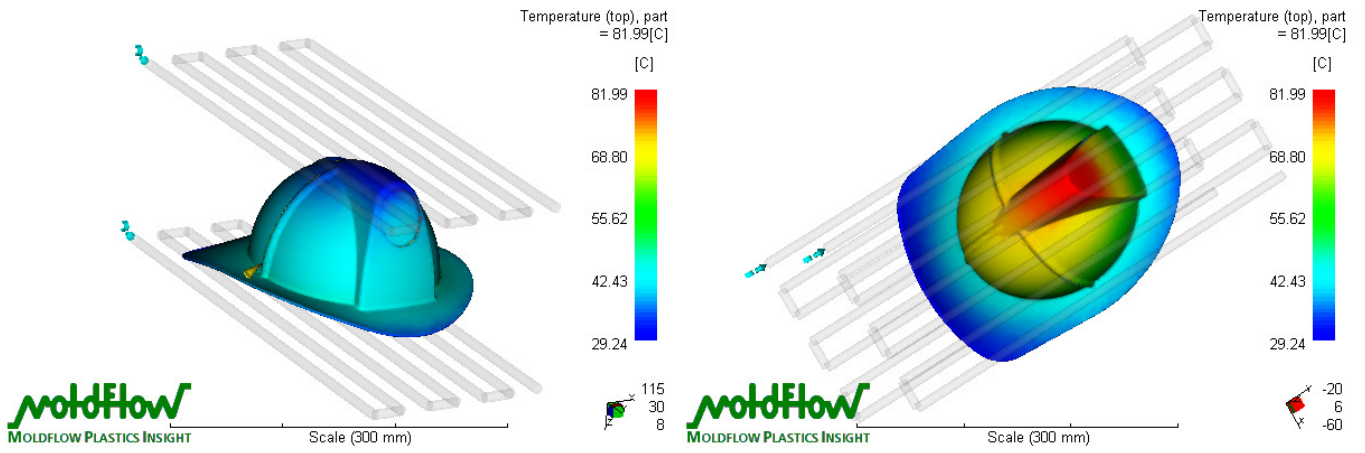 Temperature (top), part
= 81.99[C]
[C]
81.99
68.80
55.62
42.43
29.24
moldflow
MOLDFLOW PLASTICS INSIGHT
Scale (300 mm)
115
30
8
Temperature (top), part
= 81.99[C]
[C]
81.99
68.80
55.62
42.43
29.24
moldflow
MOLDFLOW PLASTICS INSIGHT
Scale (300 mm)
-20
6
-60